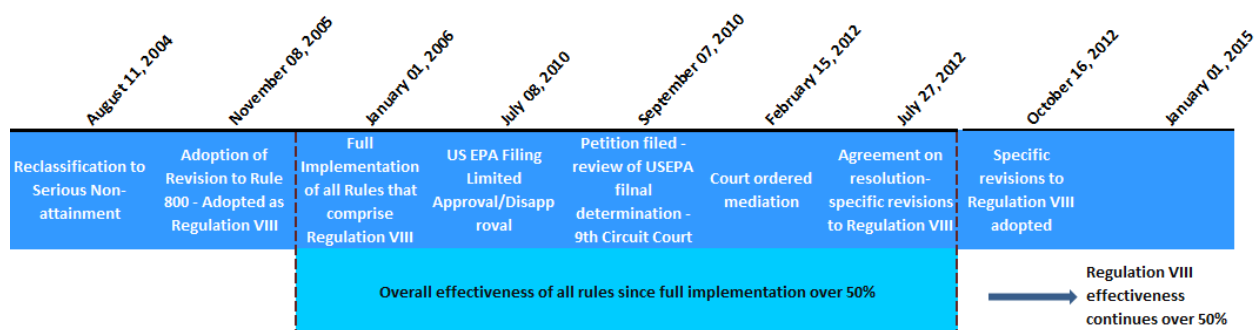 August 11, 2004
November 08, 2005
January 01, 2006
July 08, 2010
September 07, 2010
February 15, 2012
July 27, 2012
October 16, 2012
January 01, 2015
Reclassification to
Serious Non-
attainment
Adoption of
Revision to Rule
800 - Adopted as
Regulation VIII
Full
Implementation
of all Rules that
comprise
Regulation VIII
US EPA Filing
Limited
Approval/Disapp
roval
Petition filed -
review of USEPA
filnal
determination -
9th Circuit Court
Court ordered
mediation
Agreement on
resolution-
specific revisions
to Regulation VIII
Specific
revisions to
Regulation VIII
adopted
Overall effectiveness of all rules since full implementation over 50%
Regulation VIII
effectiveness
continues over 50%